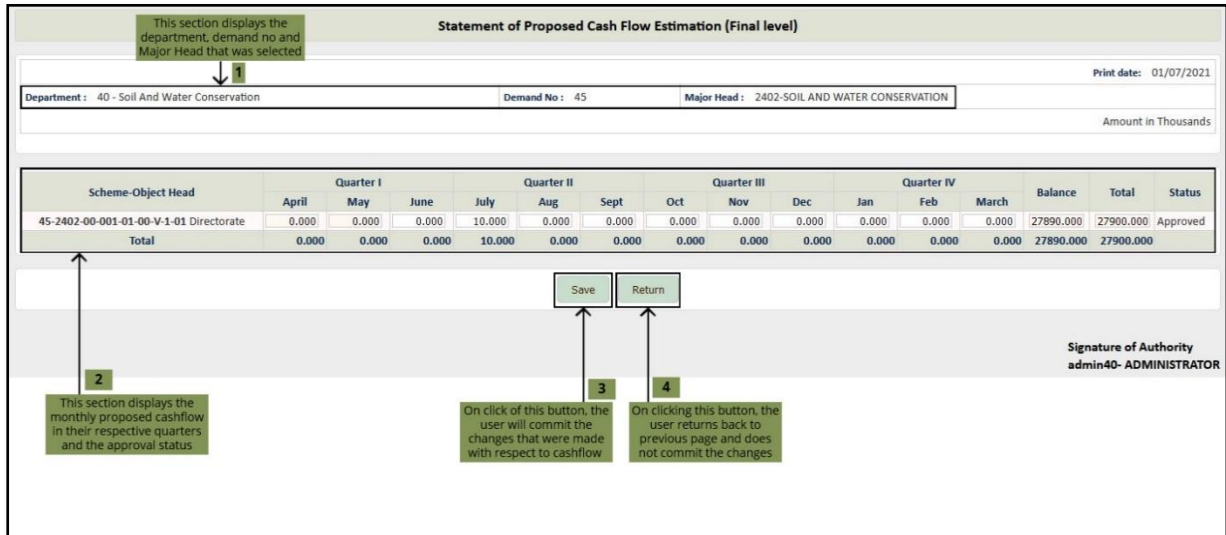 Statement of Proposed Cash Flow Estimation (Final level)
This section displays the
department, demand no and
Major Head that was selected
1
Print date: 01/07/2021
Department : 40 - Soil And Water Conservation Demand No : 45 Major Head : 2402-SOIL AND WATER CONSERVATION
Amount in Thousands
Scheme-Object Head Quarter I Quarter II Quarter III Quarter IV Balance Total Status
April May June July Aug Sept Oct Nov Dec Jan Feb March
45-2402-00-001-01-00-V-1-01 Directorate 0.000 0.000 0.000 10.000 0.000 0.000 0.000 0.000 0.000 0.000 0.000 0.000 27890.000 27900.000 Approved
Total 0.000 0.000 0.000 10.000 0.000 0.000 0.000 0.000 0.000 0.000 0.000 0.000 27890.000 27900.000
Save Return
Signature of Authority
admin40- ADMINISTRATOR
2
This section displays the
monthly proposed cashflow
in their respective quarters
and the approval status
3
On click of this button, the
user will commit the
changes that were made
with respect to cashflow
4
On clicking this button, the
user returns back to
previous page and does
not commit the changes